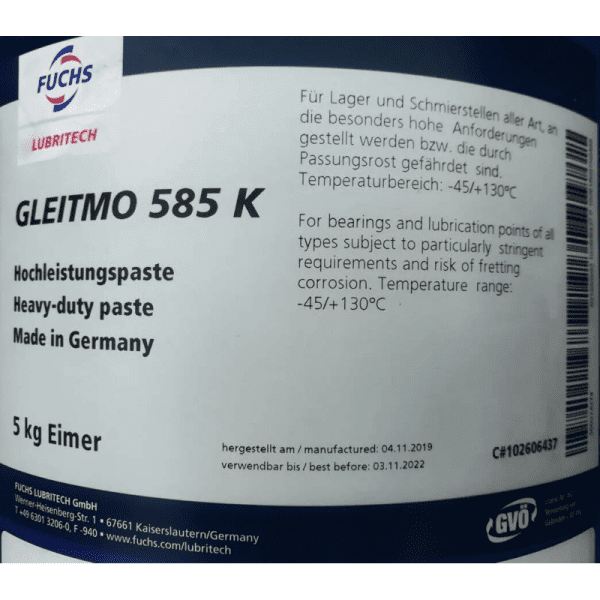 FUCHS
LUBRITECH
GLEITMO 585 K
Hochleistungspaste
Heavy-duty paste
Made in Germany
5 kg Eimer
Für Lager und Schmierstellen aller Art, an
die besonders hohe Anforderungen
gestellt werden bzw. die durch
Passungsrost gefährdet sind.
Temperaturbereich: -45/+130°C
For bearings and lubrication points of all
types subject to particularly stringent
requirements and risk of fretting
corrosion. Temperature range:
-45/+130°C
hergestellt am / manufactured: 04.11.2019
verwendbar bis / best before: 03.11.2022
C#102606437
FUCHS LUBRITECH GmbH
Werner-Heisenberg-Str. 1 • 67661 Kaiserslautern/Germany
T +49 6301 3206-0, F -940 • www.fuchs.com/lubritech
GVÖ